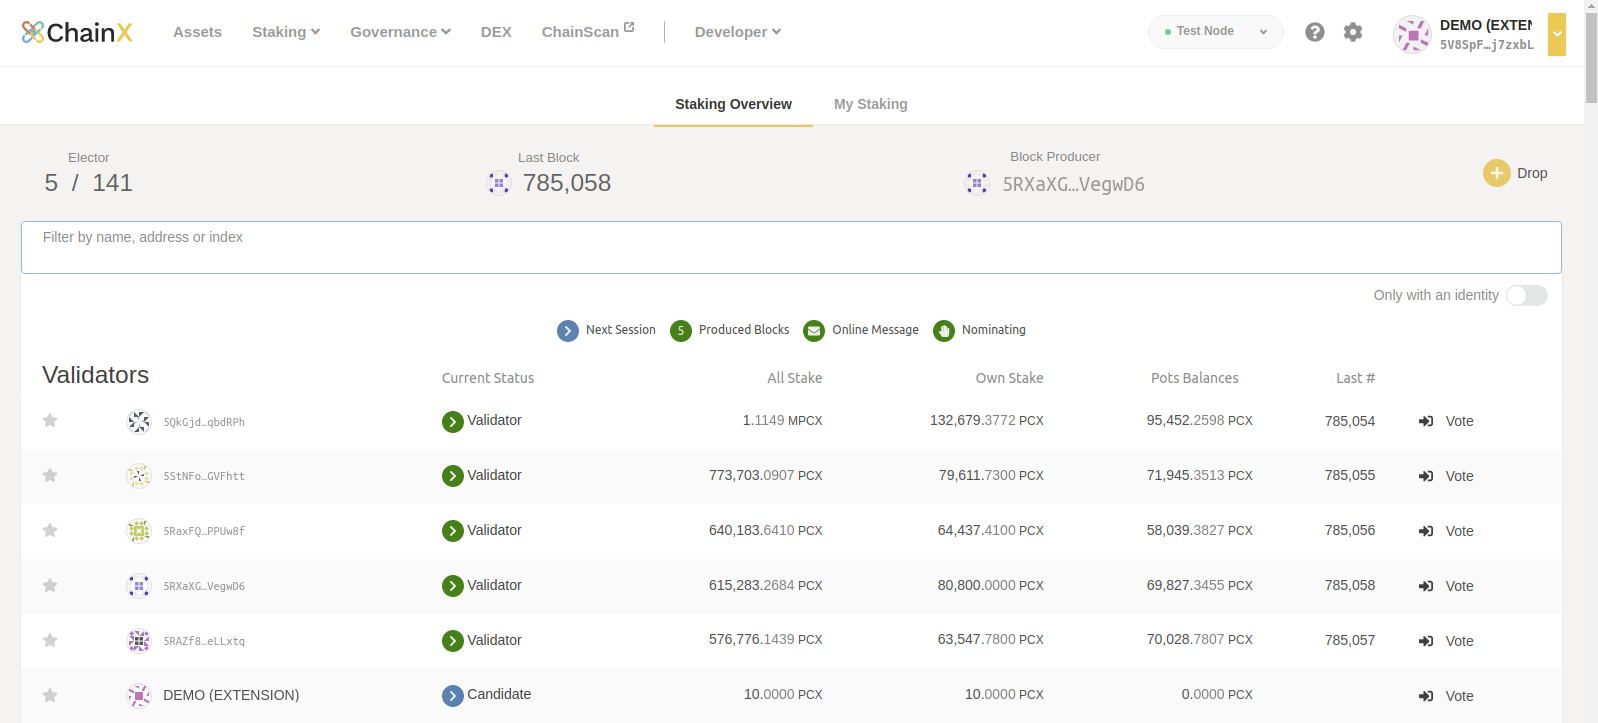 ChainX Assets Staking Governance DEX ChainScan Developer Test Node DEMO (EXTEN
5V8SpF…j7zxbL
Staking Overview My Staking
Elector Last Block Block Producer
5 / 141 785,058 5RXaXG…VegwD6 Drop
Filter by name, address or index
Only with an identity
Next Session 5 Produced Blocks Online Message Nominating
Validators Current Status All Stake Own Stake Pots Balances Last #
5QkGjd…qbdRPh Validator 1.1149 MPCX 132,679.3772 PCX 95,452.2598 PCX 785,054 Vote
5StNFo…GVFhtt Validator 773,703.0907 PCX 79,611.7300 PCX 71,945.3513 PCX 785,055 Vote
5RaxFQ…PPUw8f Validator 640,183.6410 PCX 64,437.4100 PCX 58,039.3827 PCX 785,056 Vote
5RXaXG…VegwD6 Validator 615,283.2684 PCX 80,800.0000 PCX 69,827.3455 PCX 785,058 Vote
5RAZf8…eLLxtq Validator 576,776.1439 PCX 63,547.7800 PCX 70,028.7807 PCX 785,057 Vote
DEMO (EXTENSION) Candidate 10.0000 PCX 10.0000 PCX 0.0000 PCX Vote